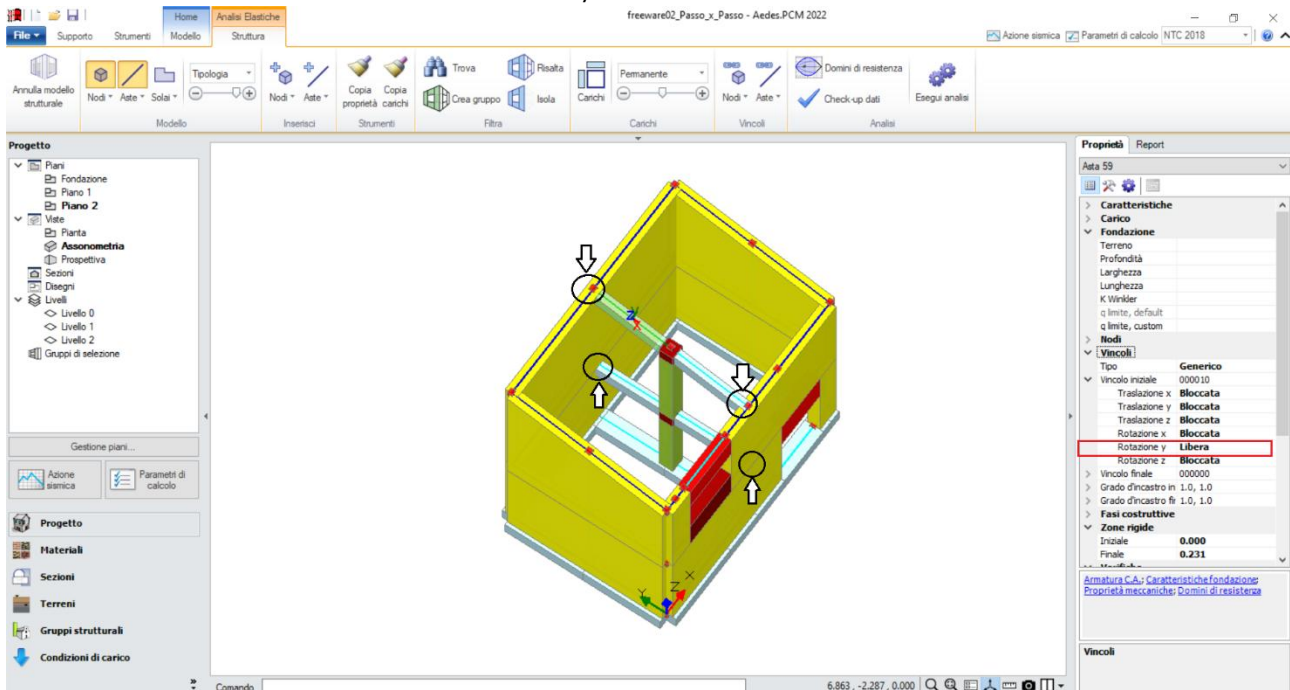 Home
Analisi Elastiche
freeware02_Passo_x_Passo - Aedes.PCM 2022
File
Supporto
Strumenti
Modello
Struttura
Azione sismica
Parametri di calcolo
NTC 2018
Annulla modello strutturale
Nodi
Aste
Solai
Tipologia
Modello
Nodi
Aste
Inserisci
Copia proprietà
Copia carichi
Strumenti
Trova
Crea gruppo
Risalta
Isola
Filtra
Carichi
Permanente
Carichi
Nodi
Aste
Vincoli
Domini di resistenza
Check-up dati
Esegui analisi
Analisi
Progetto
Piani
Fondazione
Piano 1
Piano 2
Viste
Pianta
Assonometria
Prospettiva
Sezioni
Disegni
Livelli
Livello 0
Livello 1
Livello 2
Gruppi di selezione
Gestione piani...
Azione sismica
Parametri di calcolo
Progetto
Materiali
Sezioni
Terreni
Gruppi strutturali
Condizioni di carico
Z
X
Y
Comando
6.863 , -2.287 , 0.000
Proprietà
Report
Asta 59
Caratteristiche
Carico
Fondazione
Terreno
Profondità
Larghezza
Lunghezza
K Winkler
q limite, default
q limite, custom
Nodi
Vincoli
Tipo Generico
Vincolo iniziale 000010
Traslazione x Bloccata
Traslazione y Bloccata
Traslazione z Bloccata
Rotazione x Bloccata
Rotazione y Libera
Rotazione z Bloccata
Vincolo finale 000000
Grado d'incastro in 1.0, 1.0
Grado d'incastro fir 1.0, 1.0
Fasi costruttive
Zone rigide
Iniziale 0.000
Finale 0.231
Armatura C.A.; Caratteristiche fondazione;
Proprietà meccaniche; Domini di resistenza
Vincoli